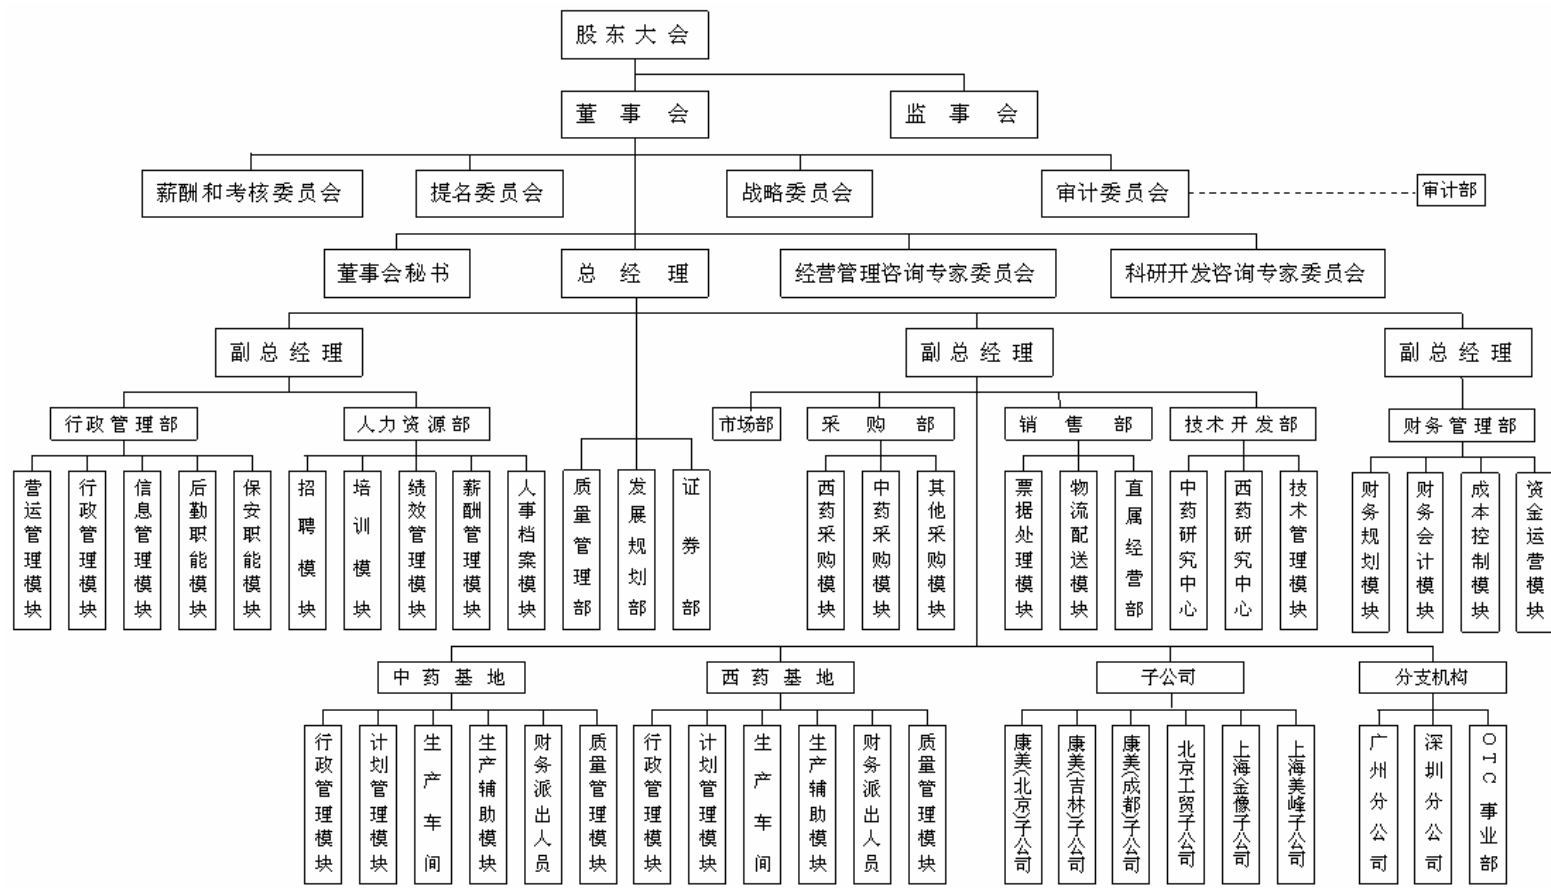 股东大会
董事会
监事会
薪酬和考核委员会
提名委员会
战略委员会
审计委员会
审计部
董事会秘书
总经理
经营管理咨询专家委员会
科研开发咨询专家委员会
副总经理
副总经理
副总经理
行政管理部
人力资源部
市场部
采购部
销售部
技术开发部
财务管理部
营运管理模块
行政管理模块
信息管理模块
后勤职能模块
保安职能模块
招聘模块
培训模块
绩效管理模块
薪酬管理模块
人事档案模块
质量管理部
发展规划部
证券部
西药采购模块
中药采购模块
其他采购模块
票据处理模块
物流配送模块
直属经营部
中药研究中心
西药研究中心
技术管理模块
财务规划模块
财务会计模块
成本控制模块
资金运营模块
中药基地
西药基地
子公司
分支机构
行政管理模块
计划管理模块
生产车间
生产辅助模块
财务派出人员
质量管理模块
行政管理模块
计划管理模块
生产车间
生产辅助模块
财务派出人员
质量管理模块
康美(北京)子公司
康美(吉林)子公司
康美(成都)子公司
北京工贸子公司
上海金像子公司
上海美峰子公司
广州分公司
深圳分公司
OTC事业部